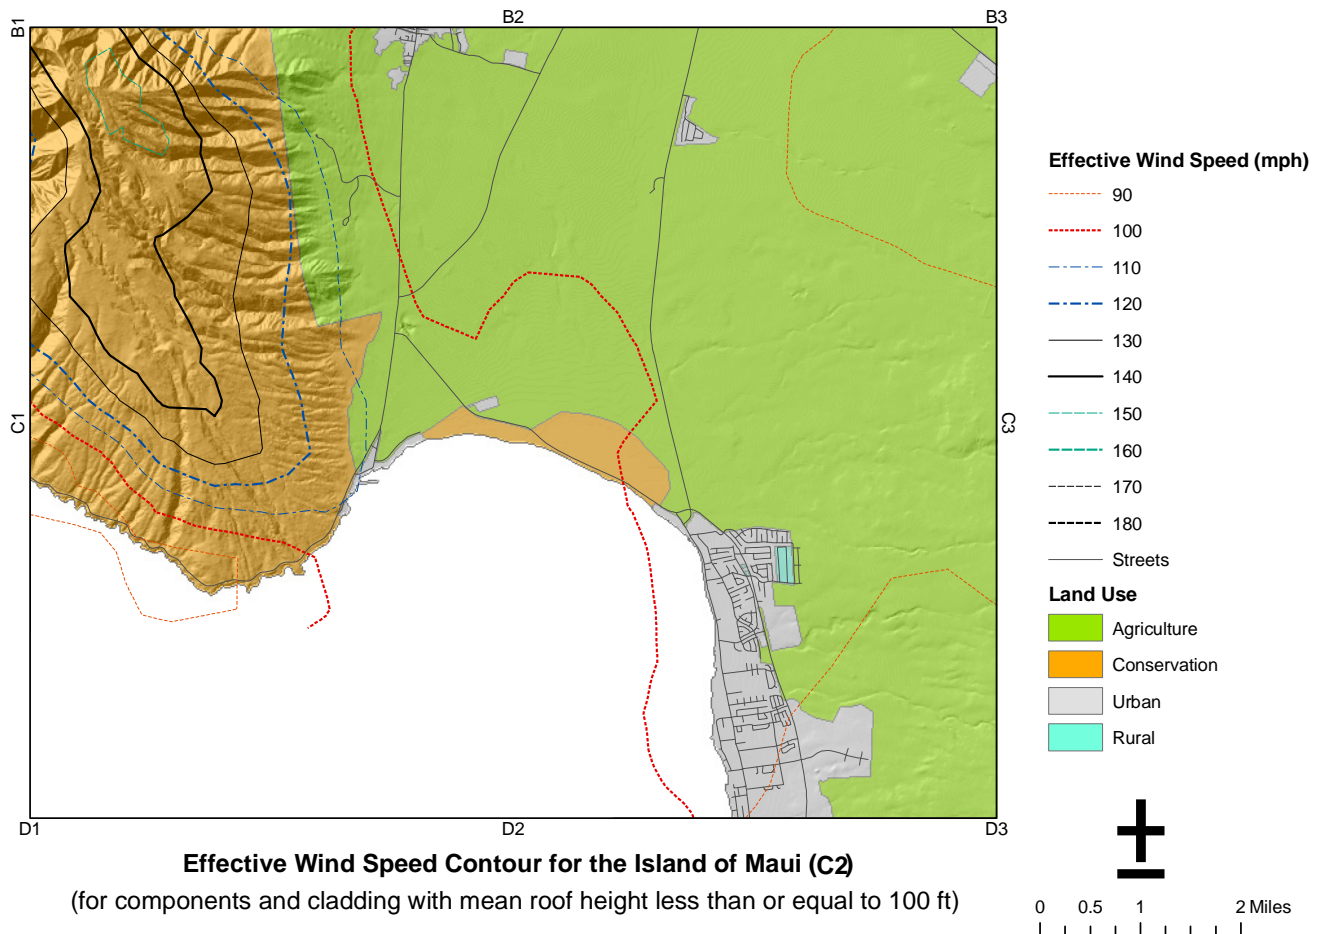 B1
B2
B3
C1
C3
D1
D2
D3
Effective Wind Speed (mph)
90
100
110
120
130
140
150
160
170
180
Streets
Land Use
Agriculture
Conservation
Urban
Rural
0 0.5 1 2 Miles
Effective Wind Speed Contour for the Island of Maui (C2)
(for components and cladding with mean roof height less than or equal to 100 ft)